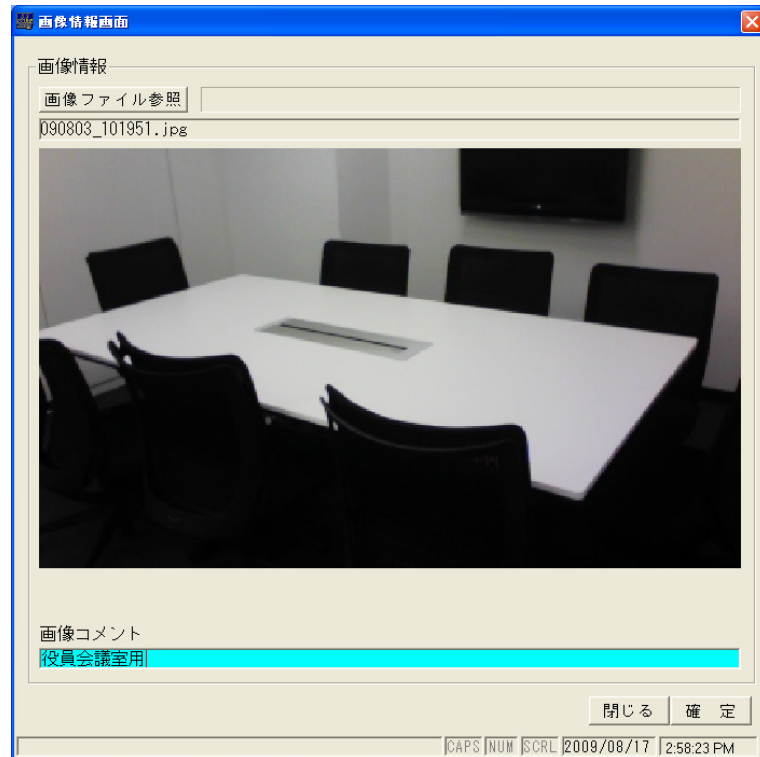 画像情報画面
画像情報
画像ファイル参照
090803_101951.jpg
画像コメント
役員会議室用
閉じる 確 定
CAPS NUM SCRL 2009/08/17 2:58:23 PM